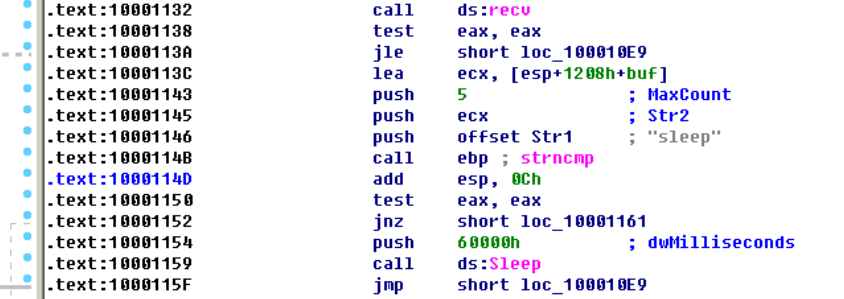 .text:10001132 call ds:recv
.text:10001138 test eax, eax
.text:1000113A jle short loc_100010E9
.text:1000113C lea ecx, [esp+1208h+buf]
.text:10001143 push 5 ; MaxCount
.text:10001145 push ecx ; Str2
.text:10001146 push offset Str1 ; "sleep"
.text:1000114B call ebp ; strncmp
.text:1000114D add esp, 0Ch
.text:10001150 test eax, eax
.text:10001152 jnz short loc_10001161
.text:10001154 push 60000h ; dwMilliseconds
.text:10001159 call ds:Sleep
.text:1000115F jmp short loc_100010E9